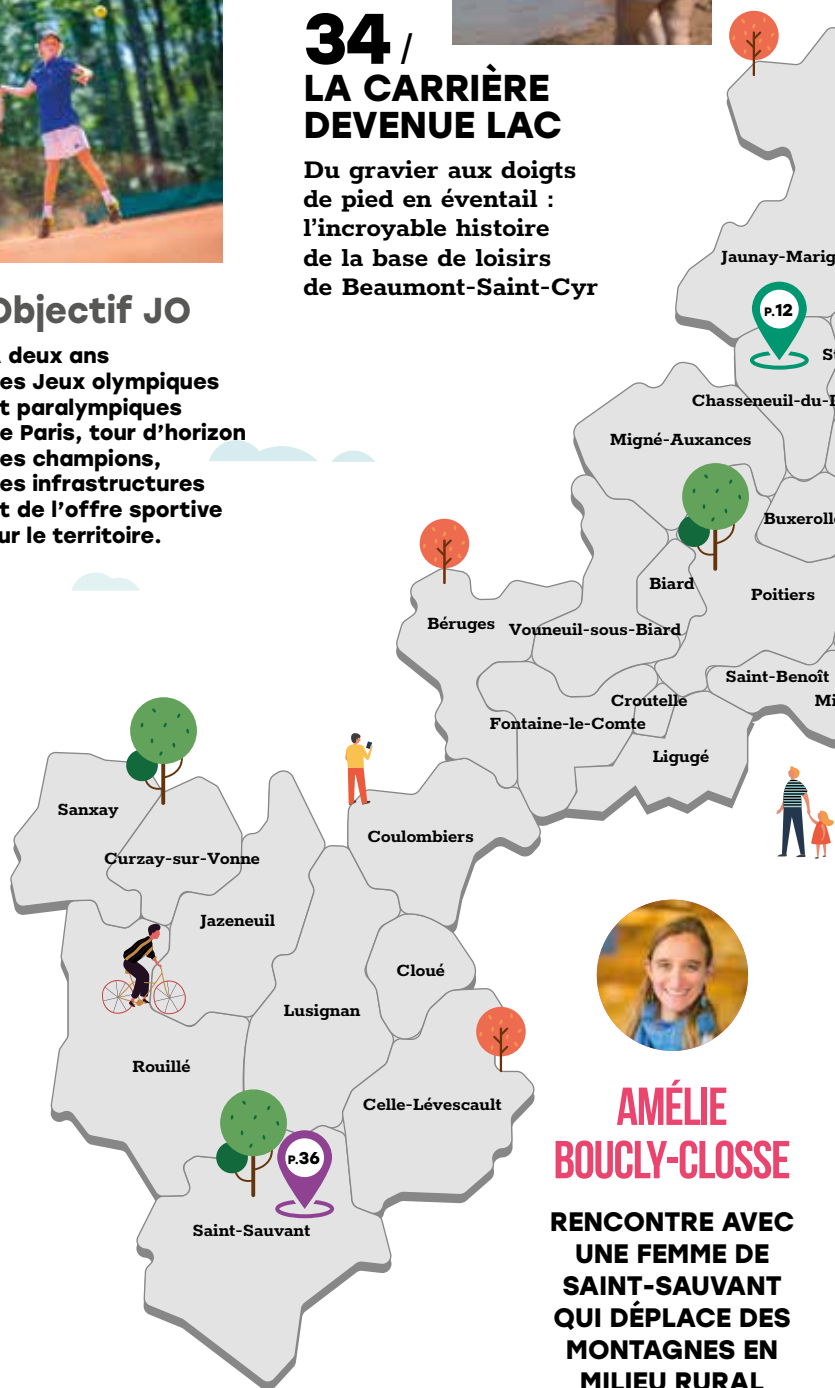 34 /
LA CARRIÈRE
DEVENUE LAC
Du gravier aux doigts
de pied en éventail :
l'incroyable histoire
de la base de loisirs
de Beaumont-Saint-Cyr
Objectif JO
deux ans
es Jeux olympiques
t paralympiques
e Paris, tour d'horizon
es champions,
es infrastructures
t de l'offre sportive
ur le territoire.
Jaunay-Marig
P.12
St
Chasseneuil-du-P
Migné-Auxances
Buxerolle
Biard
Poitiers
Béruges
Vouneuil-sous-Biard
Saint-Benoît
Croutelle
Mi
Fontaine-le-Comte
Ligugé
Sanxay
Coulombiers
Curzay-sur-Vonne
Jazeneuil
Cloué
Lusignan
Rouillé
Celle-Lévescault
P.36
Saint-Sauvant
AMÉLIE
BOUCLY-CLOSSE
RENCONTRE AVEC
UNE FEMME DE
SAINT-SAUVANT
QUI DÉPLACE DES
MONTAGNES EN
MILIEU RURAL